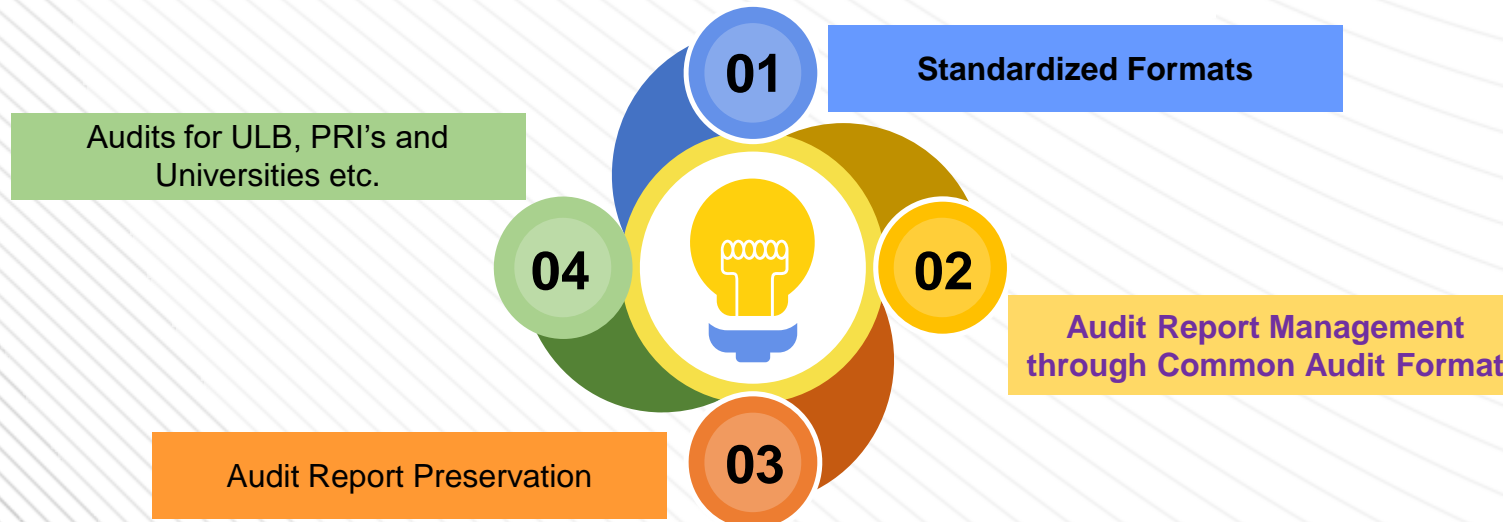 01
Standardized Formats
Audits for ULB, PRI's and
Universities etc.
04
02
Audit Report Management
through Common Audit Format
03
Audit Report Preservation